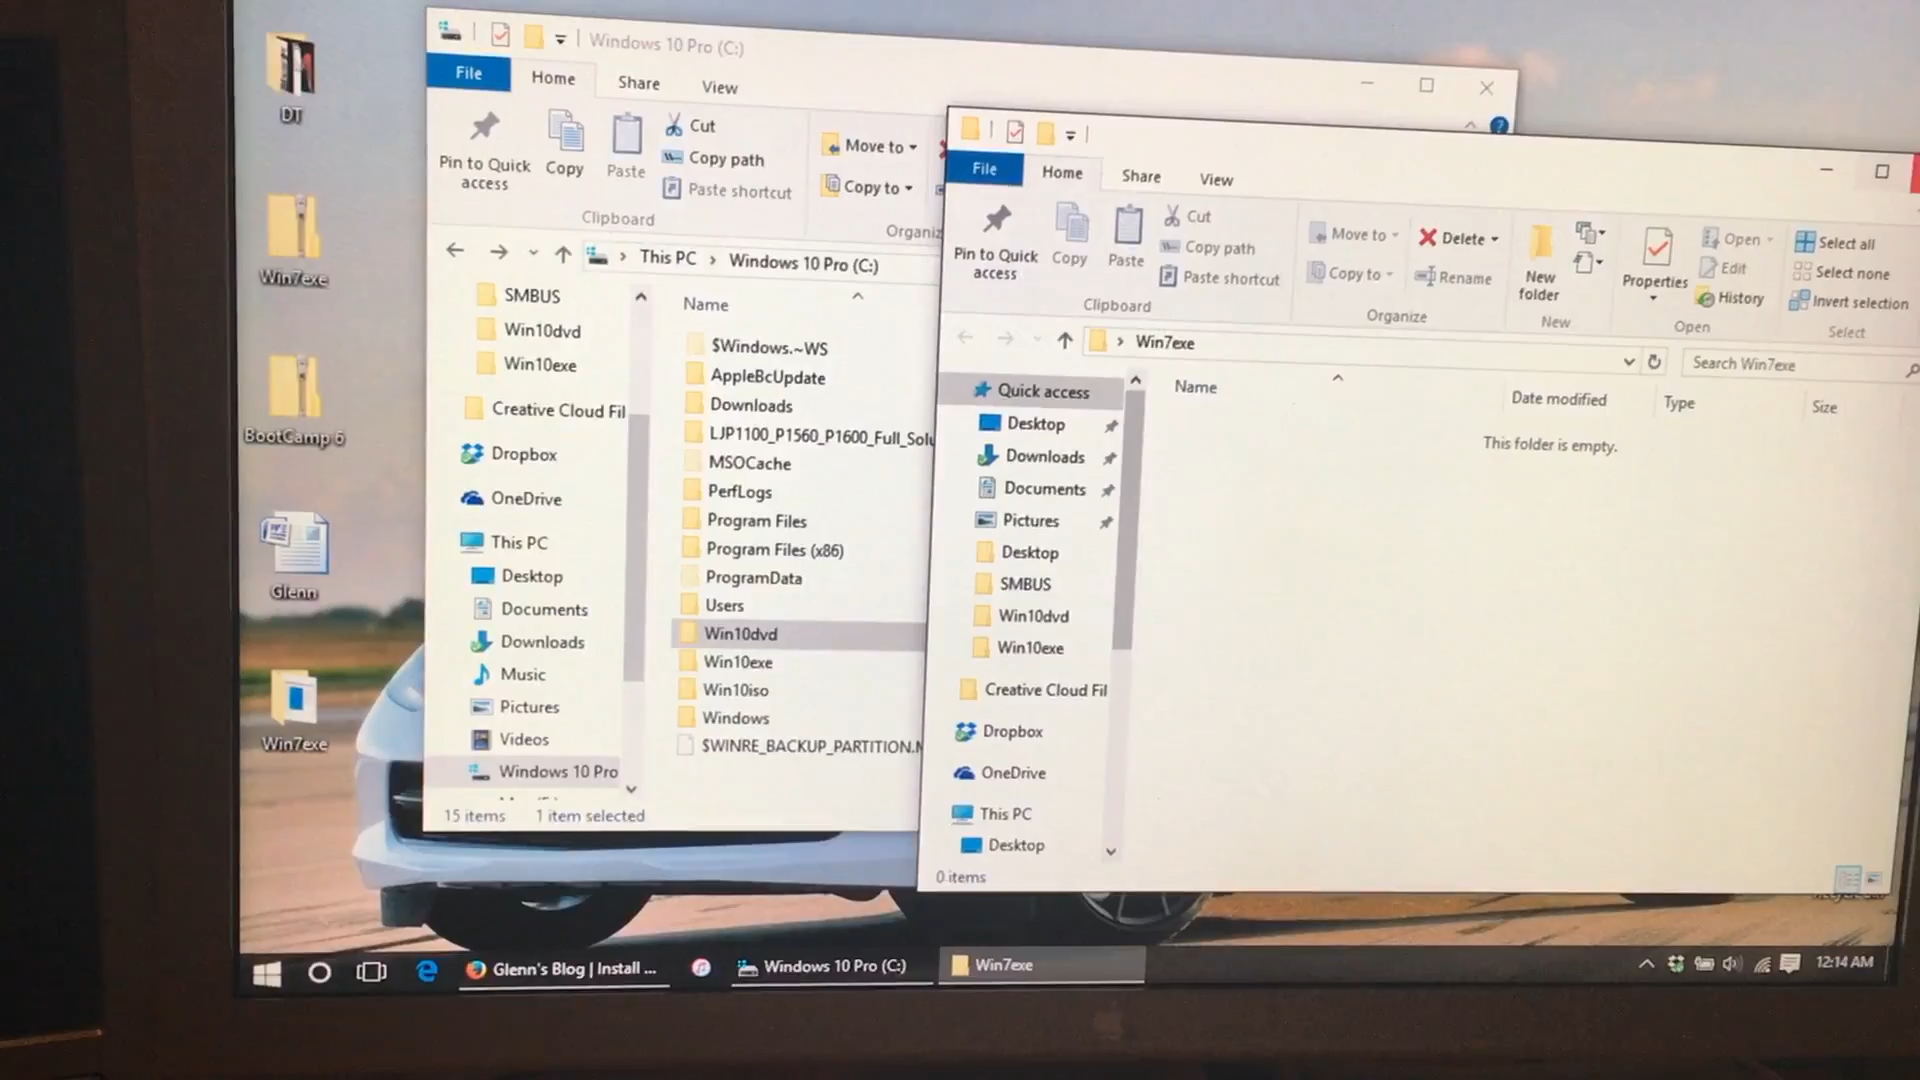 DT
Win7exe
BootCamp 6
Glenn
Win7exe
Windows 10 Pro (C:)
File Home Share View
Pin to Quick access
Copy
Paste
Cut
Copy path
Paste shortcut
Clipboard
Move to
Copy to
This PC > Windows 10 Pro (C:)
SMBUS
Win10dvd
Win10exe
Creative Cloud Fil
Dropbox
OneDrive
This PC
Desktop
Documents
Downloads
Music
Pictures
Videos
Windows 10 Pro
Name
$Windows.~WS
AppleBcUpdate
Downloads
LJP1100_P1560_P1600_Full_Solu
MSOCache
PerfLogs
Program Files
Program Files (x86)
ProgramData
Users
Win10dvd
Win10exe
Win10iso
Windows
$WINRE_BACKUP_PARTITION.M
15 items 1 item selected
File Home Share View
Pin to Quick access
Copy
Paste
Cut
Copy path
Paste shortcut
Clipboard
Move to
Copy to
Delete
Rename
Organize
New folder
New
Properties
Open
Edit
History
Open
Select all
Select none
Invert selection
Select
> Win7exe
Search Win7exe
Quick access
Desktop
Downloads
Documents
Pictures
Desktop
SMBUS
Win10dvd
Win10exe
Creative Cloud Fil
Dropbox
OneDrive
This PC
Desktop
Name Date modified Type Size
This folder is empty.
0 items
Glenn's Blog | Install ...
Windows 10 Pro (C:)
Win7exe
12:14 AM